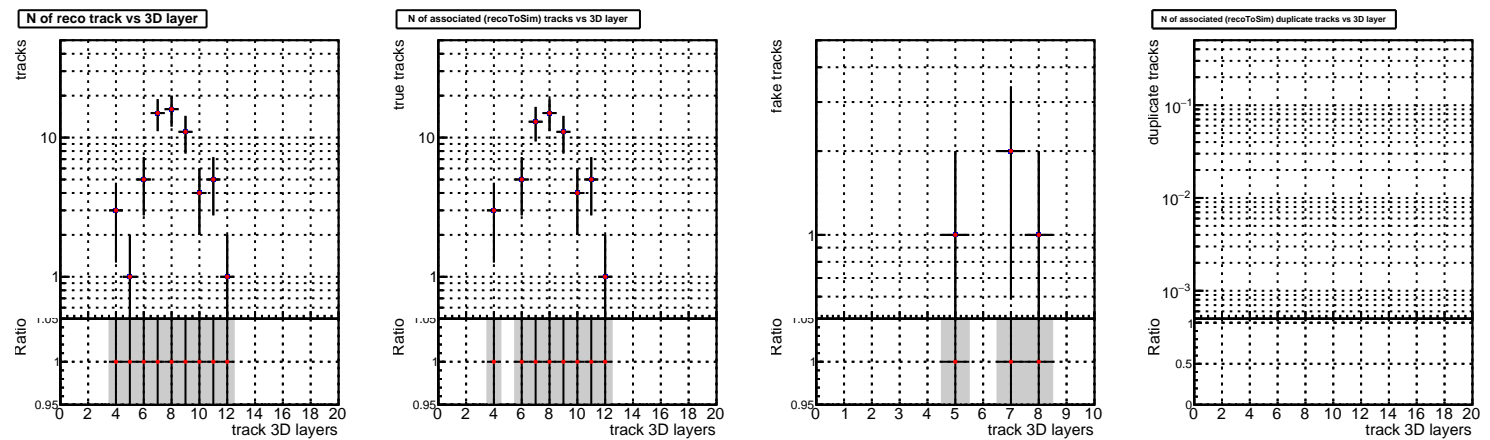 N of reco track vs 3D layer
tracks
10
1
Ratio
1.05
1
0.95
0 2 4 6 8 10 12 14 16 18 20
track 3D layers
N of associated (recoToSim) tracks vs 3D layer
true tracks
10
1
Ratio
1.05
1
0.95
0 2 4 6 8 10 12 14 16 18 20
track 3D layers
fake tracks
1
Ratio
1.05
1
0.95
0 1 2 3 4 5 6 7 8 9 10
track 3D layers
N of associated (recoToSim) duplicate tracks vs 3D layer
duplicate tracks
10⁻¹
10⁻²
10⁻³
Ratio
1
0.5
0
0 2 4 6 8 10 12 14 16 18 20
track 3D layers